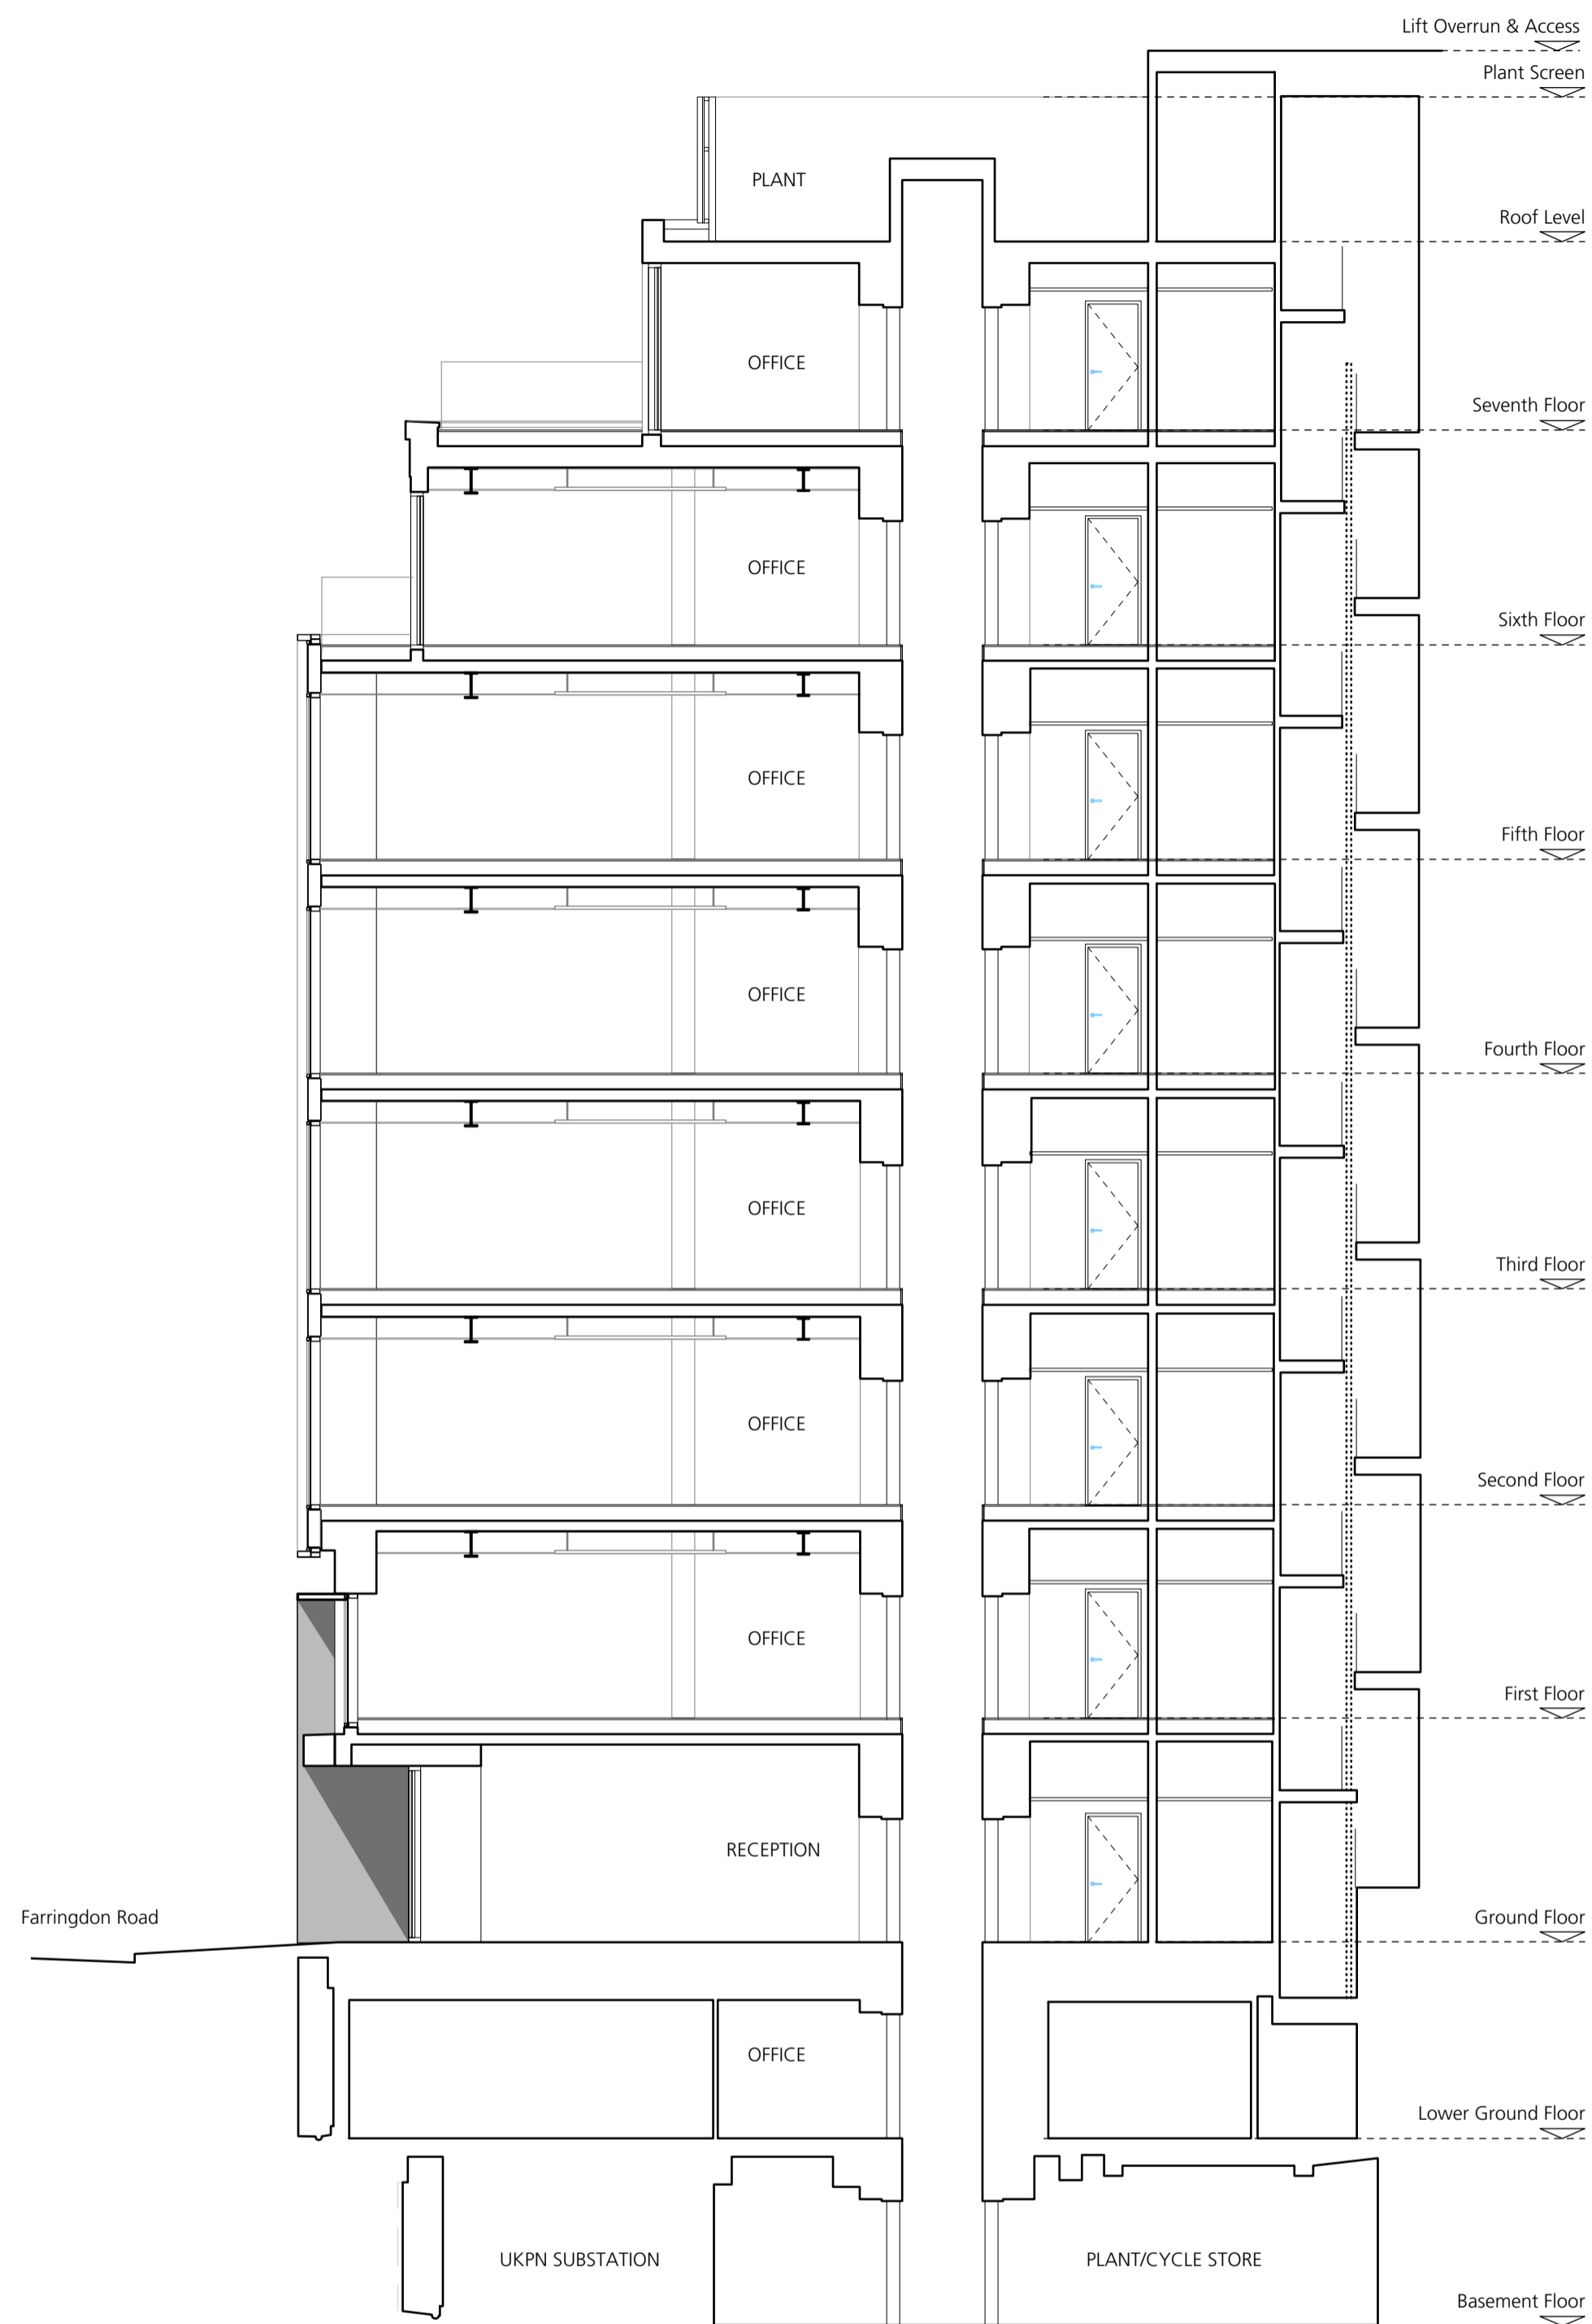 Lift Overrun & Access
Plant Screen
PLANT
Roof Level
OFFICE
Seventh Floor
OFFICE
Sixth Floor
OFFICE
Fifth Floor
OFFICE
Fourth Floor
OFFICE
Third Floor
OFFICE
Second Floor
OFFICE
First Floor
RECEPTION
Farringdon Road
Ground Floor
OFFICE
Lower Ground Floor
UKPN SUBSTATION
PLANT/CYCLE STORE
Basement Floor